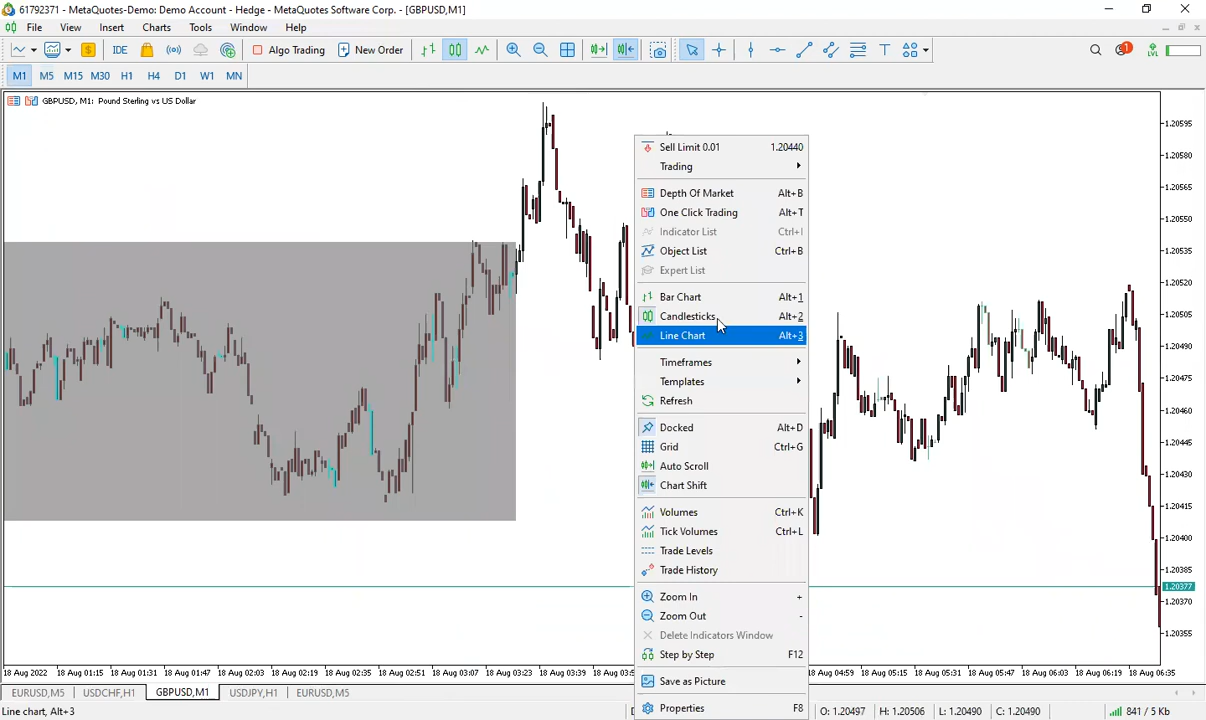 61792371 - MetaQuotes-Demo: Demo Account - Hedge - MetaQuotes Software Corp. - [GBPUSD,M1]
File View Insert Charts Tools Window Help
IDE Algo Trading New Order 1 LVL
M1 M5 M15 M30 H1 H4 D1 W1 MN
GBPUSD, M1: Pound Sterling vs US Dollar
1.20595
1.20580
1.20565
1.20550
1.20535
1.20520
1.20505
1.20490
1.20475
1.20460
1.20445
1.20430
1.20415
1.20400
1.20385
1.20377
1.20370
1.20355
Sell Limit 0.01 1.20440
Trading
Depth Of Market Alt+B
One Click Trading Alt+T
Indicator List Ctrl+I
Object List Ctrl+B
Expert List
Bar Chart Alt+1
Candlesticks Alt+2
Line Chart Alt+3
Timeframes
Templates
Refresh
Docked Alt+D
Grid Ctrl+G
Auto Scroll
Chart Shift
Volumes Ctrl+K
Tick Volumes Ctrl+L
Trade Levels
Trade History
Zoom In +
Zoom Out -
Delete Indicators Window
Step by Step F12
Save as Picture
Properties F8
18 Aug 2022 18 Aug 01:15 18 Aug 01:31 18 Aug 01:47 18 Aug 02:03 18 Aug 02:19 18 Aug 02:35 18 Aug 02:51 18 Aug 03:07 18 Aug 03:23 18 Aug 03:39 18 Aug 04:59 18 Aug 05:15 18 Aug 05:31 18 Aug 05:47 18 Aug 06:03 18 Aug 06:19 18 Aug 06:35
EURUSD,M5 USDCHF,H1 GBPUSD,M1 USDJPY,H1 EURUSD,M5
Line chart, Alt+3 O: 1.20497 H: 1.20506 L: 1.20490 C: 1.20490 841 / 5 Kb